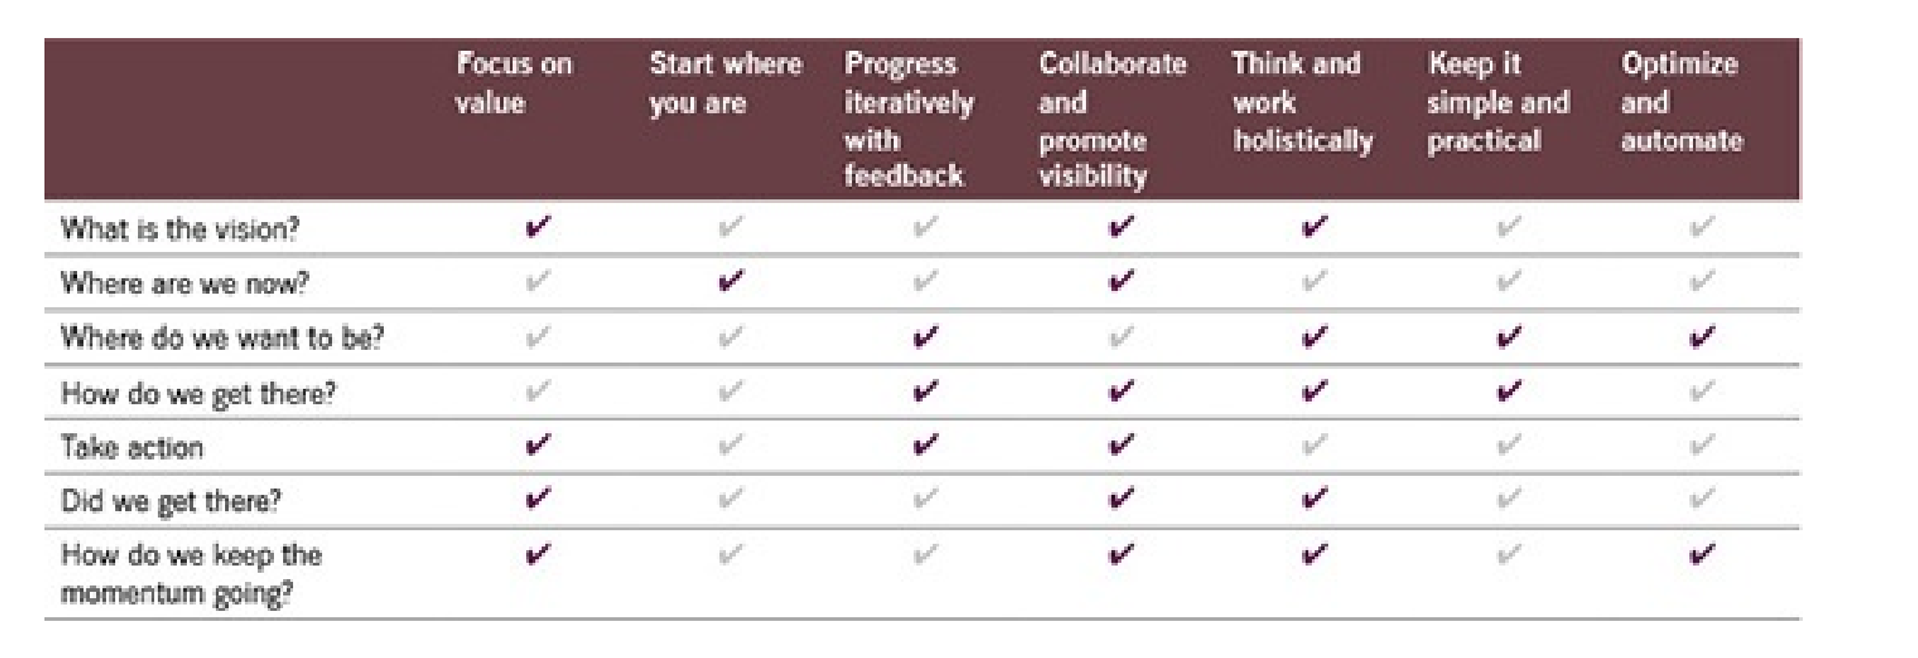 Focus on value
Start where you are
Progress iteratively with feedback
Collaborate and promote visibility
Think and work holistically
Keep it simple and practical
Optimize and automate
What is the vision? ✔ ✔ ✔ ✔ ✔ ✔ ✔
Where are we now? ✔ ✔ ✔ ✔ ✔ ✔ ✔
Where do we want to be? ✔ ✔ ✔ ✔ ✔ ✔ ✔
How do we get there? ✔ ✔ ✔ ✔ ✔ ✔ ✔
Take action ✔ ✔ ✔ ✔ ✔ ✔ ✔
Did we get there? ✔ ✔ ✔ ✔ ✔ ✔ ✔
How do we keep the ✔ ✔ ✔ ✔ ✔ ✔ ✔
momentum going?